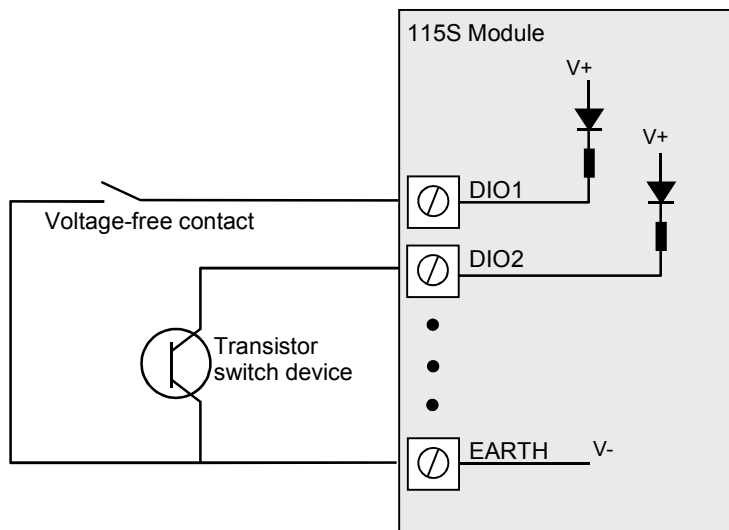 115S Module
V+
V+
DIO1
Voltage-free contact
DIO2
Transistor
switch device
EARTH
V-